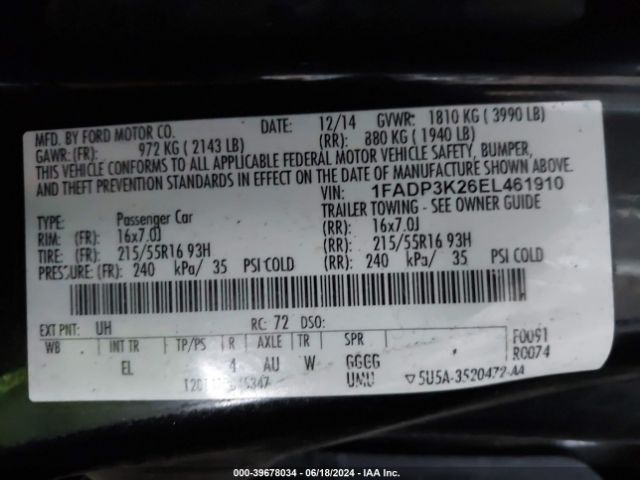 MFD. BY FORD MOTOR CO. DATE: 12/14 GVWR: 1810 KG ( 3990 LB)
GAWR: (FR): 972 KG ( 2143 LB) (RR): 880 KG ( 1940 LB)
THIS VEHICLE CONFORMS TO ALL APPLICABLE FEDERAL MOTOR VEHICLE SAFETY, BUMPER,
AND THEFT PREVENTION STANDARDS IN EFFECT ON THE DATE OF MANUFACTURE SHOWN ABOVE.
VIN: 1FADP3K26EL461910
TYPE: Passenger Car TRAILER TOWING - SEE OWNER GUIDE
RIM: (FR): 16x7.0J (RR): 16x7.0J
TIRE: (FR): 215/55R16 93H (RR): 215/55R16 93H
PRESSURE: (FR): 240 kPa/ 35 PSI COLD (RR): 240 kPa/ 35 PSI COLD
EXT PNT: UH RC: 72 DSO:
WB INT TR TP/PS R AXLE TR SPR F0091
EL 4 AU W GGGG R0074
UMU ▽5U5A-3520472-AA
000-39678034 / 06/18/2024 - IAA Inc.